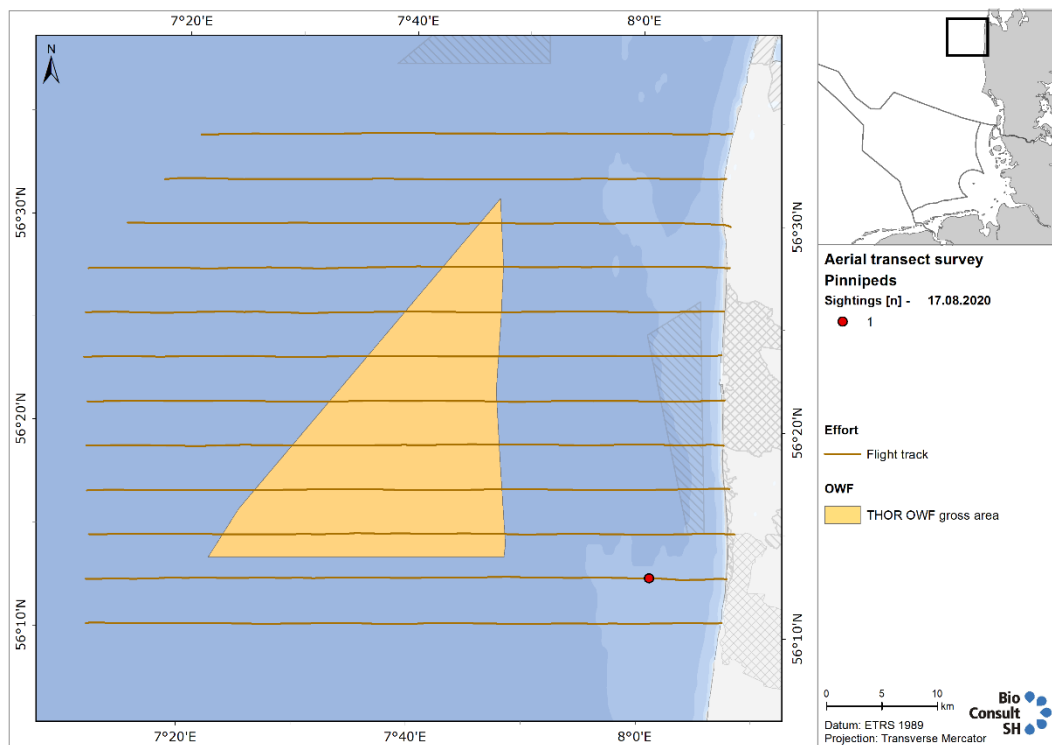 7°20'E 7°40'E 8°0'E
N
56°30'N
56°20'N
56°10'N
56°30'N
56°20'N
56°10'N
7°20'E 7°40'E 8°0'E
Aerial transect survey
Pinnipeds
Sightings [n] - 17.08.2020
1
Effort
Flight track
OWF
THOR OWF gross area
0 5 10
km
Datum: ETRS 1989
Projection: Transverse Mercator
Bio
Consult
SH